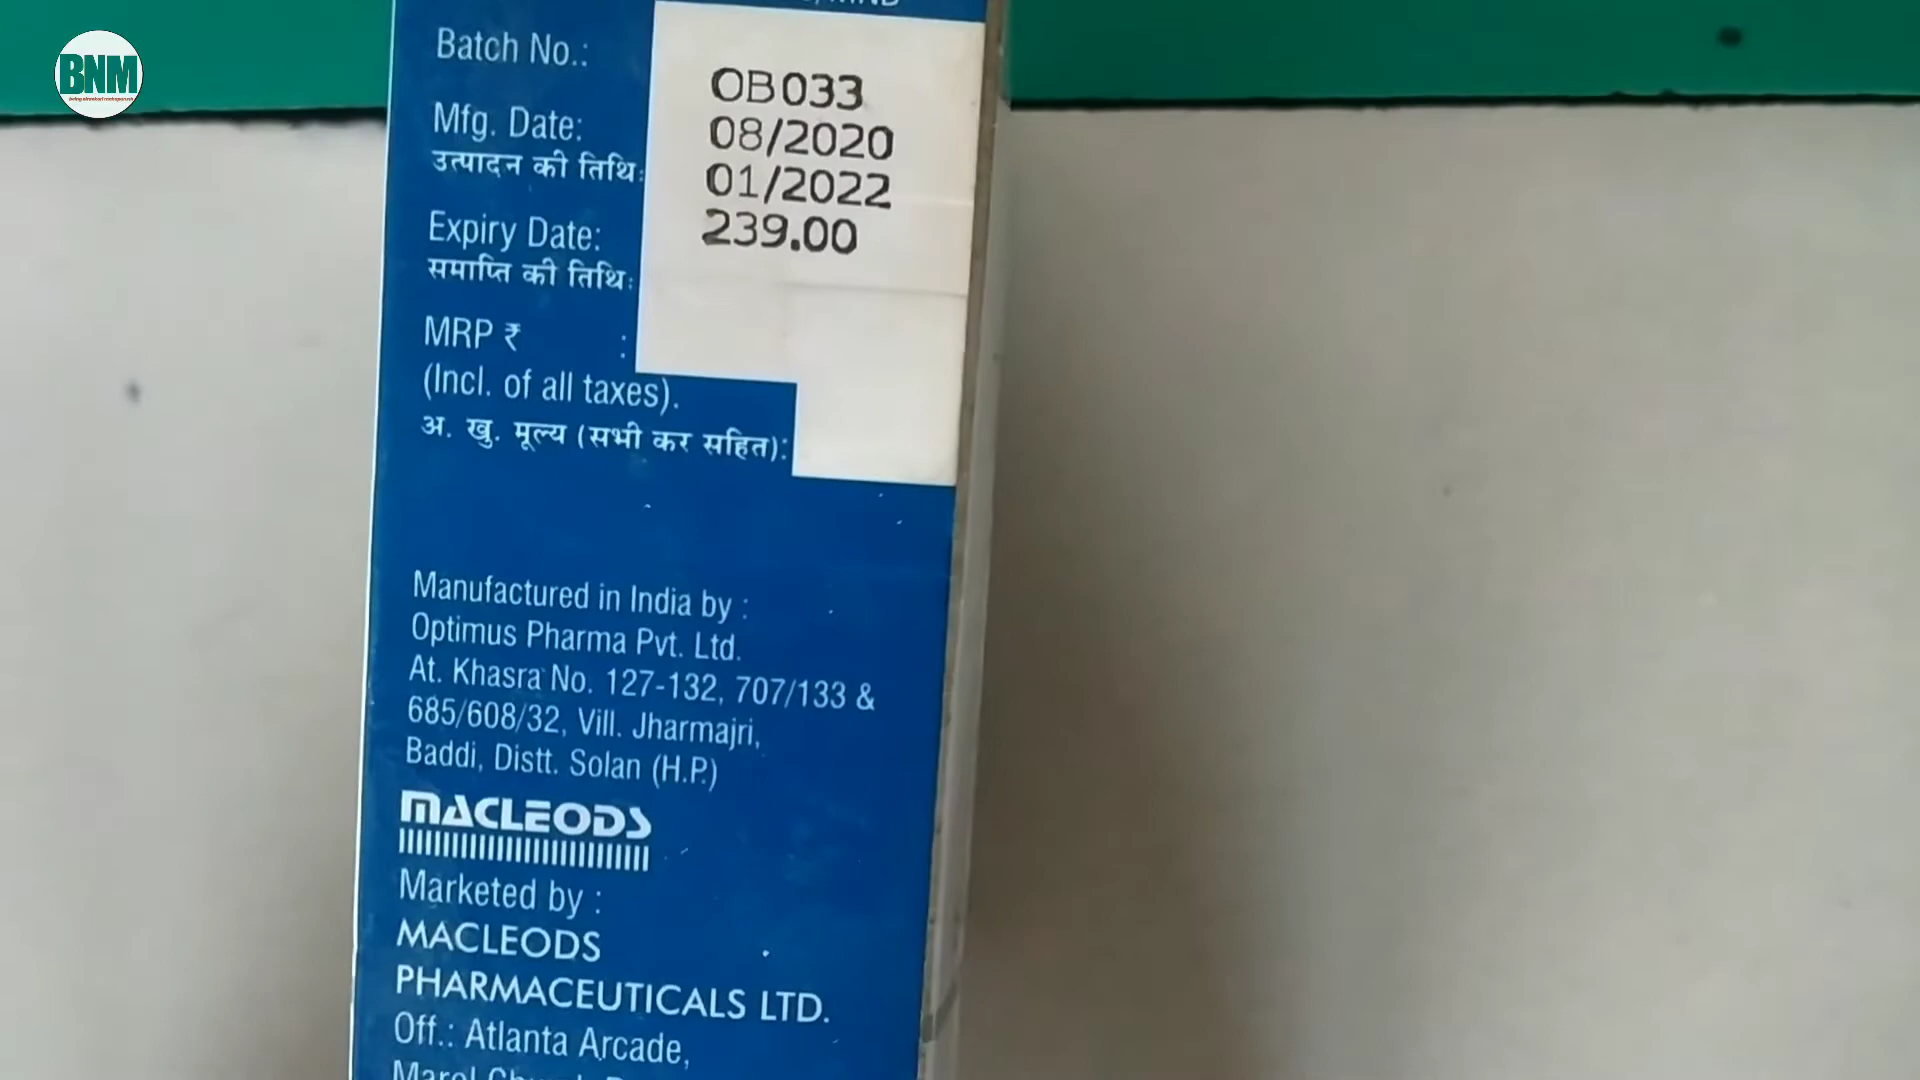 BNM
Batch No.:
OB033
Mfg. Date:
08/2020
उत्पादन की तिथि:
01/2022
Expiry Date:
239.00
समाप्ति की तिथि:
MRP ₹ :
(Incl. of all taxes).
अ. खु. मूल्य (सभी कर सहित):
Manufactured in India by :
Optimus Pharma Pvt. Ltd.
At. Khasra No. 127-132, 707/133 &
685/608/32, Vill. Jharmajri,
Baddi, Distt. Solan (H.P.)
MACLEODS
Marketed by :
MACLEODS
PHARMACEUTICALS LTD.
Off.: Atlanta Arcade,